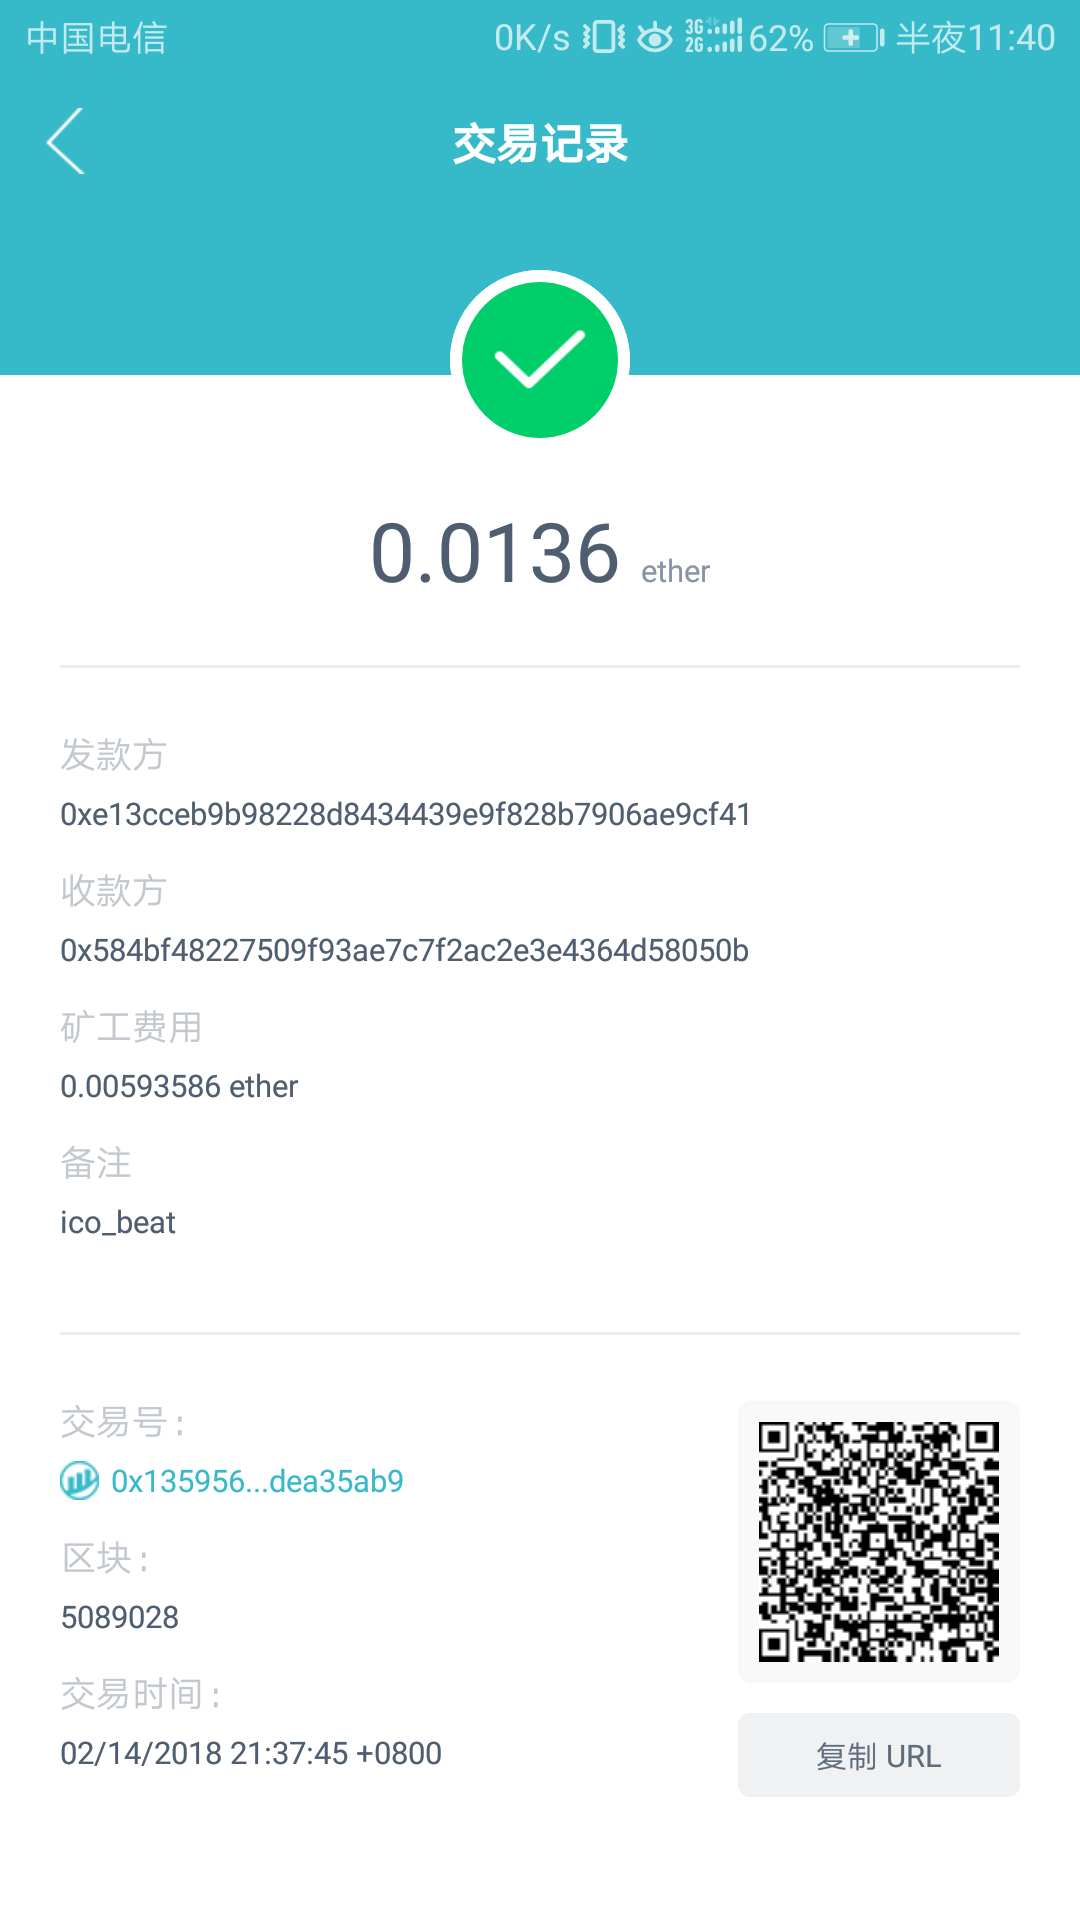 中国电信 0K/s 3G 2G 62% 半夜11:40
交易记录
0.0136 ether
发款方
0xe13cceb9b98228d8434439e9f828b7906ae9cf41
收款方
0x584bf48227509f93ae7c7f2ac2e3e4364d58050b
矿工费用
0.00593586 ether
备注
ico_beat
交易号:
0x135956...dea35ab9
区块:
5089028
交易时间:
02/14/2018 21:37:45 +0800
复制 URL